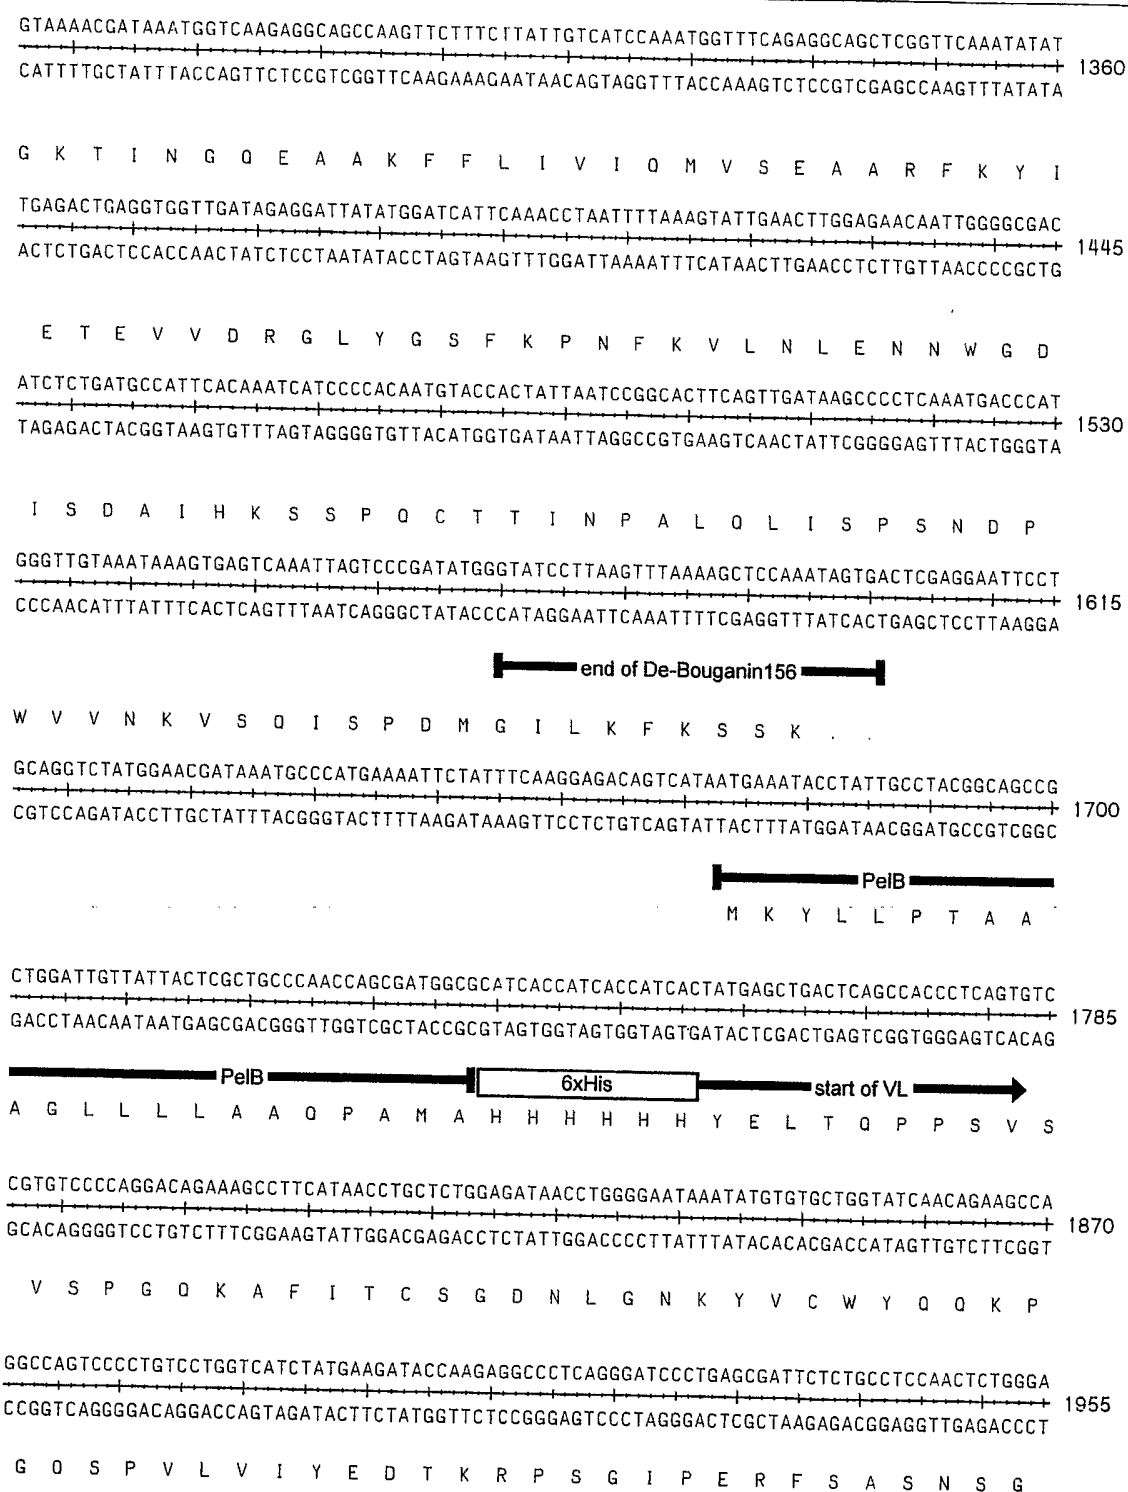 GTAAAACGATAAATGGTCAAGAGGCAGCCAAGTTCTTTCTTATTGTCATCCAAATGGTTTCAGAGGCAGCTCGGTTCAAATATAT
1360
CATTTTGCTATTTACCAGTTCTCCGTCGGTTCAAGAAAGAATAACAGTAGGTTTACCAAAGTCTCCGTCGAGCCAAGTTTATATA
G K T I N G Q E A A K F F L I V I Q M V S E A A R F K Y I
TGAGACTGAGGTGGTTGATAGAGGATTATATGGATCATTCAAACCTAATTTTAAAGTATTGAACTTGGAGAACAATTGGGGCGAC
1445
ACTCTGACTCCACCAACTATCTCCTAATATACCTAGTAAGTTTGGATTAAAATTTCATAACTTGAACCTCTTGTTAACCCCGCTG
E T E V V D R G L Y G S F K P N F K V L N L E N N W G D
ATCTCTGATGCCATTCACAAATCATCCCCACAATGTACCACTATTAATCCGGCACTTCAGTTGATAAGCCCCTCAAATGACCCAT
1530
TAGAGACTACGGTAAGTGTTTAGTAGGGGTGTTACATGGTGATAATTAGGCCGTGAAGTCAACTATTCGGGGAGTTTACTGGGTA
I S D A I H K S S P Q C T T I N P A L Q L I S P S N D P
GGGTTGTAAATAAAGTGAGTCAAATTAGTCCCGATATGGGTATCCTTAAGTTTAAAAGCTCCAAATAGTGACTCGAGGAATTCCT
1615
CCCAACATTTATTTCACTCAGTTTAATCAGGGCTATACCCATAGGAATTCAAATTTTCGAGGTTTATCACTGAGCTCCTTAAGGA
end of De-Bouganin156
W V V N K V S Q I S P D M G I L K F K S S K . .
GCAGGTCTATGGAACGATAAATGCCCATGAAAATTCTATTTCAAGGAGACAGTCATAATGAAATACCTATTGCCTACGGCAGCCG
1700
CGTCCAGATACCTTGCTATTTACGGGTACTTTTAAGATAAAGTTCCTCTGTCAGTATTACTTTATGGATAACGGATGCCGTCGGC
PelB
M K Y L L P T A A
CTGGATTGTTATTACTCGCTGCCCAACCAGCGATGGCGCATCACCATCACCATCACTATGAGCTGACTCAGCCACCCTCAGTGTC
1785
GACCTAACAATAATGAGCGACGGGTTGGTCGCTACCGCGTAGTGGTAGTGGTAGTGATACTCGACTGAGTCGGTGGGAGTCACAG
PelB 6xHis start of VL
A G L L L L A A Q P A M A H H H H H H Y E L T Q P P S V S
CGTGTCCCCAGGACAGAAAGCCTTCATAACCTGCTCTGGAGATAACCTGGGGAATAAATATGTGTGCTGGTATCAACAGAAGCCA
1870
GCACAGGGGTCCTGTCTTTCGGAAGTATTGGACGAGACCTCTATTGGACCCCTTATTTATACACACGACCATAGTTGTCTTCGGT
V S P G Q K A F I T C S G D N L G N K Y V C W Y Q Q K P
GGCCAGTCCCCTGTCCTGGTCATCTATGAAGATACCAAGAGGCCCTCAGGGATCCCTGAGCGATTCTCTGCCTCCAACTCTGGGA
1955
CCGGTCAGGGGACAGGACCAGTAGATACTTCTATGGTTCTCCGGGAGTCCCTAGGGACTCGCTAAGAGACGGAGGTTGAGACCCT
G Q S P V L V I Y E D T K R P S G I P E R F S A S N S G